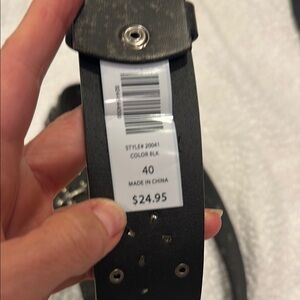 STYLE# 20041
COLOR BLK
40
MADE IN CHINA
$24.95